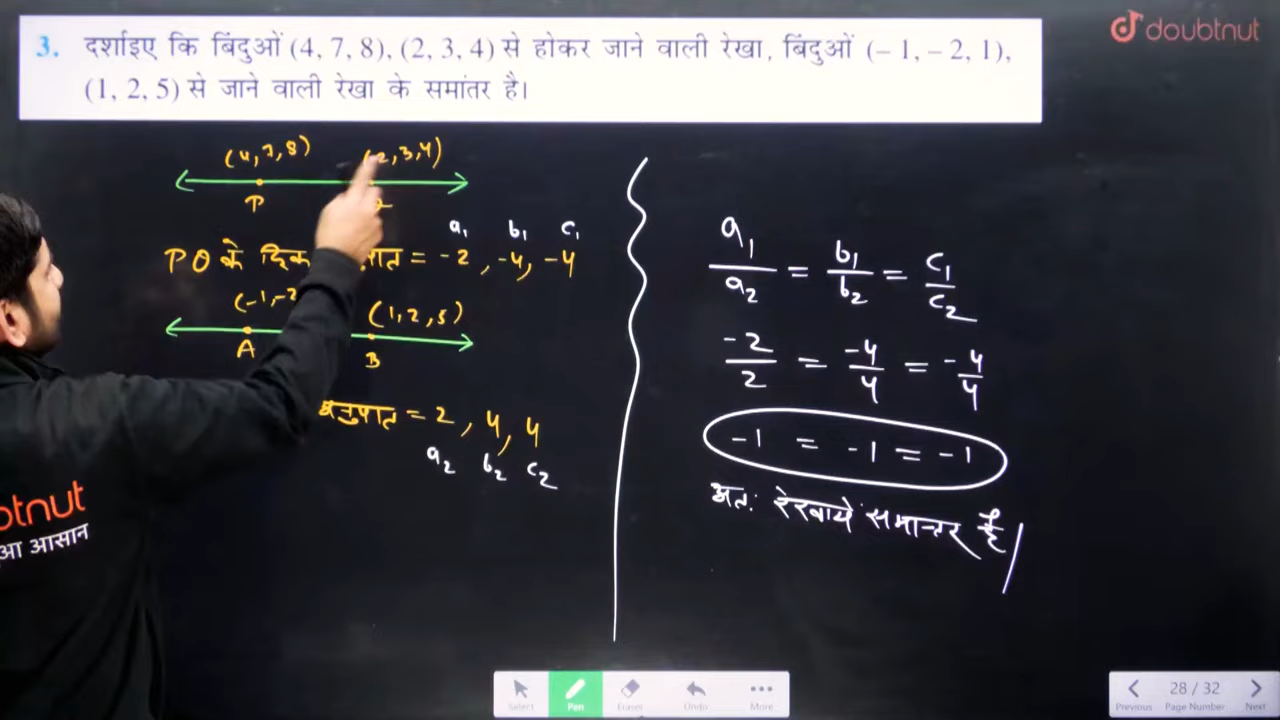 3. दर्शाइए कि बिंदुओं (4, 7, 8), (2, 3, 4) से होकर जाने वाली रेखा, बिंदुओं (– 1, – 2, 1),
(1, 2, 5) से जाने वाली रेखा के समांतर है।
doubtnut
(4,7,8) (2,3,4)
P
a₁ b₁ c₁
PQ के दिक = -2, -4, -4
(-1,-2 (1,2,5)
A B
अनुपात = 2, 4, 4
a₂ b₂ c₂
a₁/a₂ = b₁/b₂ = c₁/c₂
-2/2 = -4/4 = -4/4
-1 = -1 = -1
अतः रेखाये समान्तर है।
आसान
Select Pen Eraser Undo More
28 / 32
Previous Page Number Next